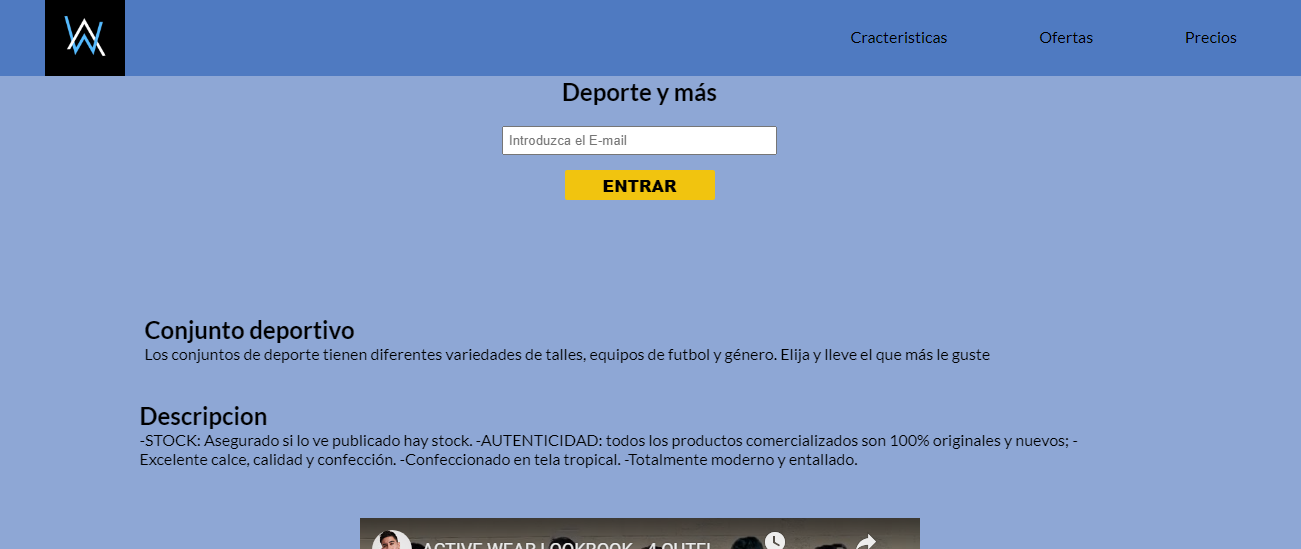 Cracteristicas Ofertas Precios
Deporte y más
Introduzca el E-mail
ENTRAR
Conjunto deportivo
Los conjuntos de deporte tienen diferentes variedades de talles, equipos de futbol y género. Elija y lleve el que más le guste
Descripcion
-STOCK: Asegurado si lo ve publicado hay stock. -AUTENTICIDAD: todos los productos comercializados son 100% originales y nuevos; -
Excelente calce, calidad y confección. -Confeccionado en tela tropical. -Totalmente moderno y entallado.
ACTIVE WEAR LOOKBOOK - 4 OUTFI